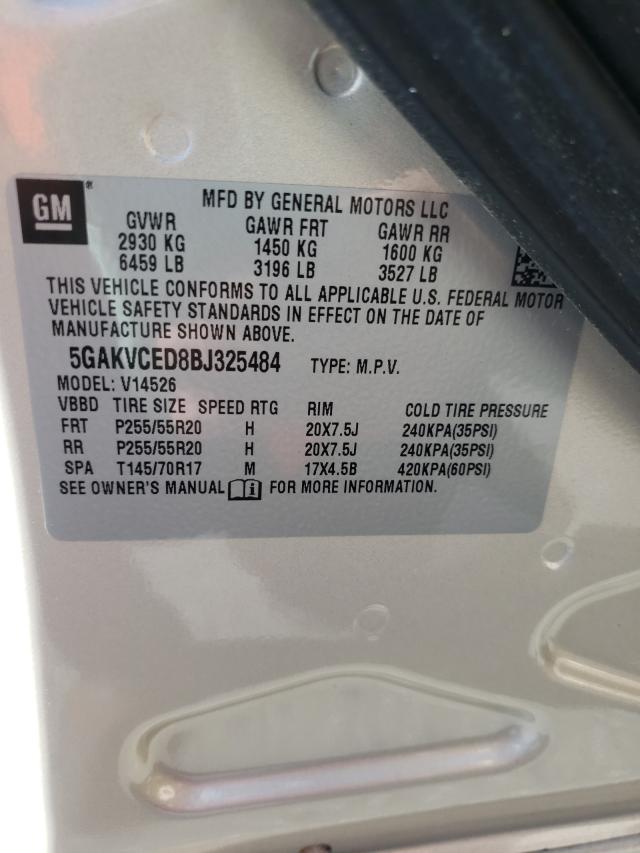 GM ®
MFD BY GENERAL MOTORS LLC
GVWR GAWR FRT GAWR RR
2930 KG 1450 KG 1600 KG
6459 LB 3196 LB 3527 LB
THIS VEHICLE CONFORMS TO ALL APPLICABLE U.S. FEDERAL MOTOR
VEHICLE SAFETY STANDARDS IN EFFECT ON THE DATE OF
MANUFACTURE SHOWN ABOVE.
5GAKVCED8BJ325484 TYPE: M.P.V.
MODEL: V14526
VBBD TIRE SIZE SPEED RTG RIM COLD TIRE PRESSURE
FRT P255/55R20 H 20X7.5J 240KPA(35PSI)
RR P255/55R20 H 20X7.5J 240KPA(35PSI)
SPA T145/70R17 M 17X4.5B 420KPA(60PSI)
SEE OWNER'S MANUAL i FOR MORE INFORMATION.